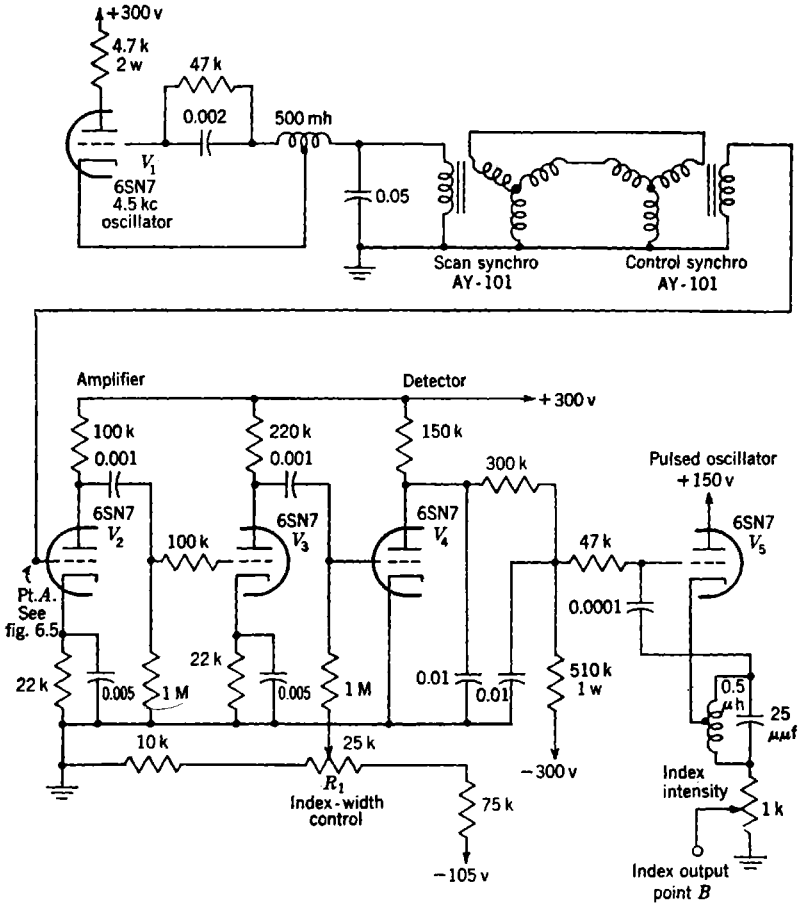 +300 v
4.7 k
2 w
47 k
0.002
500 mh
V1
6SN7
4.5 kc
oscillator
0.05
Scan synchro
AY-101
Control synchro
AY-101
Amplifier
Detector
+300 v
100 k
0.001
220 k
0.001
150 k
300 k
Pulsed oscillator
+150 v
6SN7
V2
100 k
6SN7
V3
6SN7
V4
47 k
6SN7
V5
0.0001
Pt. A.
See
fig. 6.5
22 k
0.005
1 M
22 k
0.005
1 M
0.01
0.01
510 k
1 w
0.5
μh
25
μμf
10 k
25 k
R1
Index-width
control
75 k
-300 v
Index
intensity
1 k
-105 v
Index output
point B